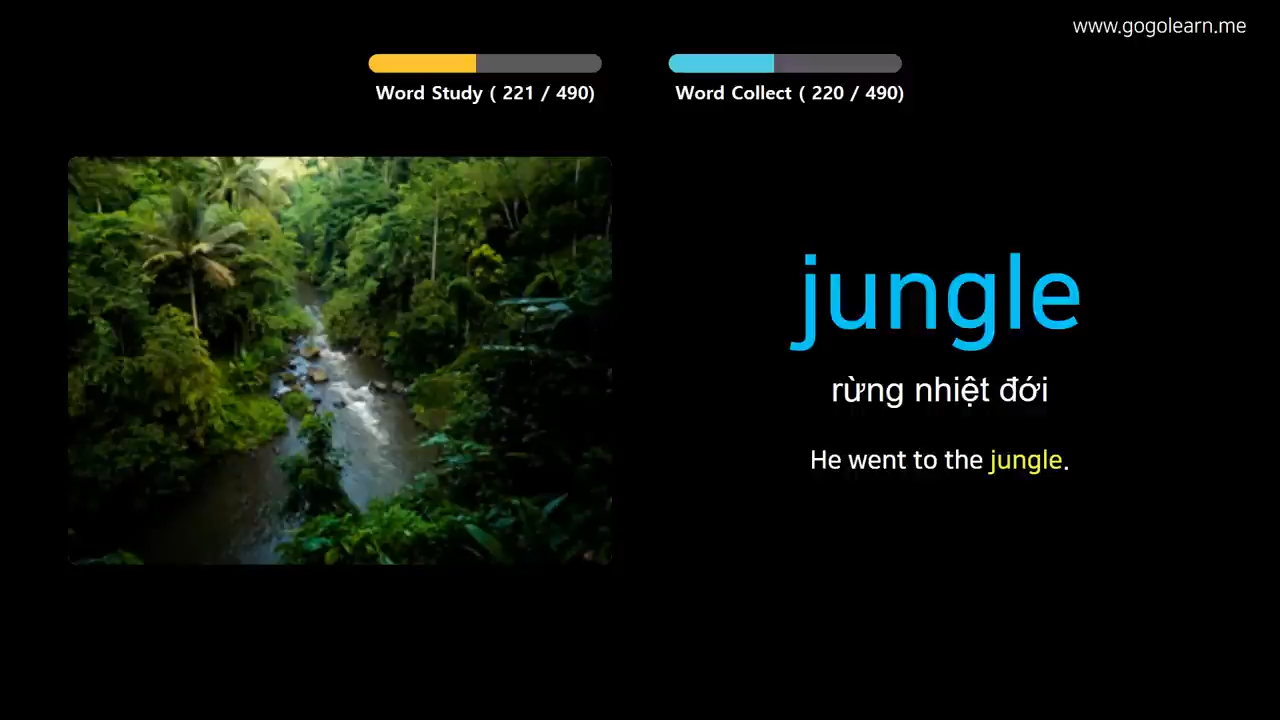 www.gogolearn.me
Word Study ( 221 / 490)
Word Collect ( 220 / 490)
jungle
rừng nhiệt đới
He went to the jungle.